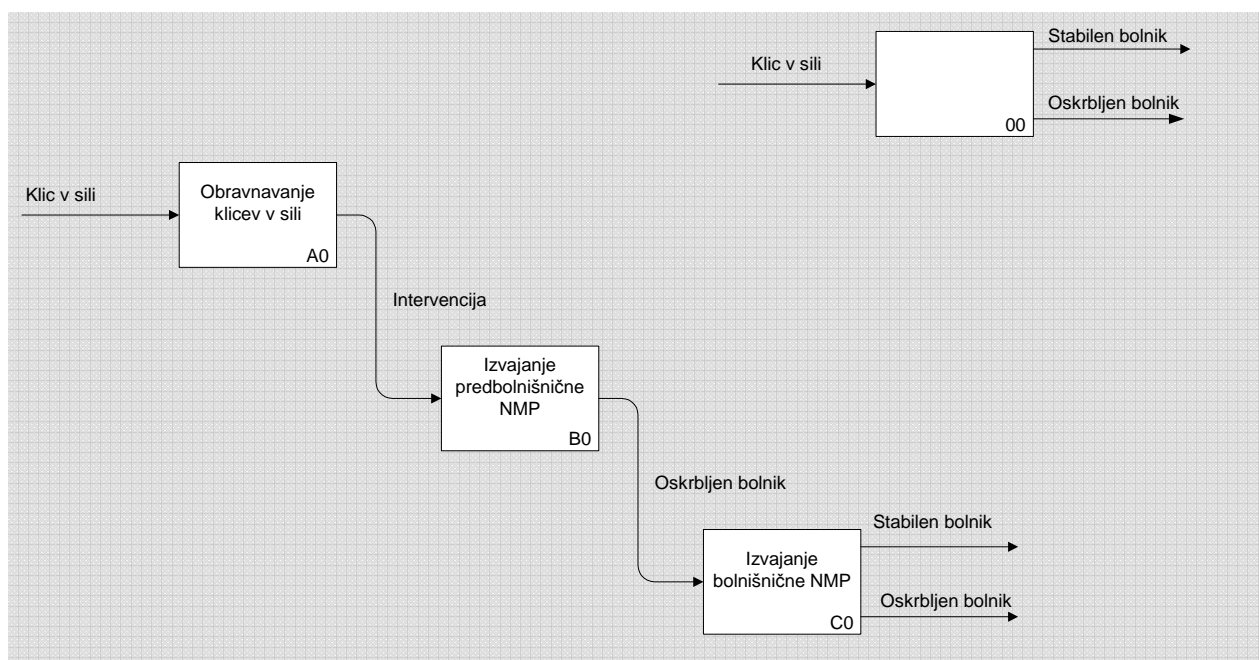 Stabilen bolnik
Klic v sili
Oskrbljen bolnik
00
Klic v sili
Obravnavanje
klicev v sili
A0
Intervencija
Izvajanje
predbolnišnične
NMP
B0
Oskrbljen bolnik
Stabilen bolnik
Izvajanje
bolnišnične NMP
Oskrbljen bolnik
C0